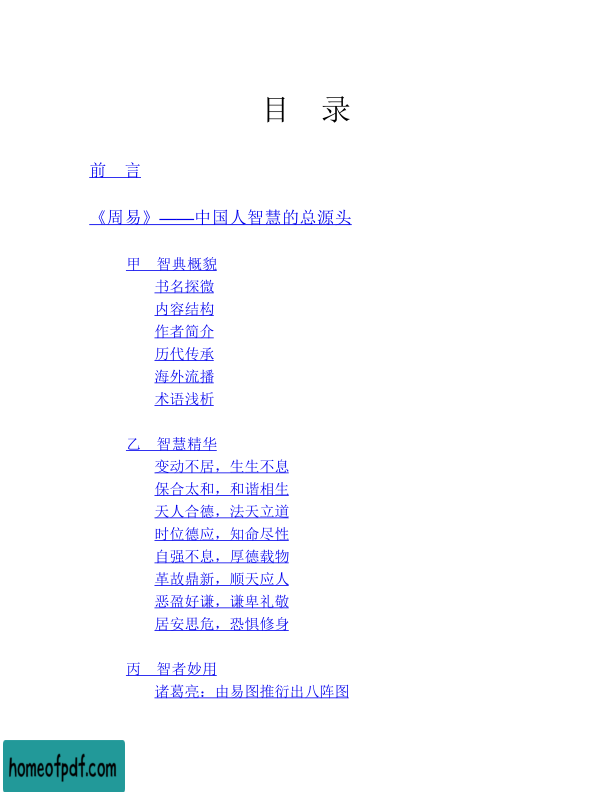 目 录
前 言
《周易》——中国人智慧的总源头
甲 智典概貌
书名探微
内容结构
作者简介
历代传承
海外流播
术语浅析
乙 智慧精华
变动不居，生生不息
保合太和，和谐相生
天人合德，法天立道
时位德应，知命尽性
自强不息，厚德载物
革故鼎新，顺天应人
恶盈好谦，谦卑礼敬
居安思危，恐惧修身
丙 智者妙用
诸葛亮：由易图推衍出八阵图
homeofpdf.com